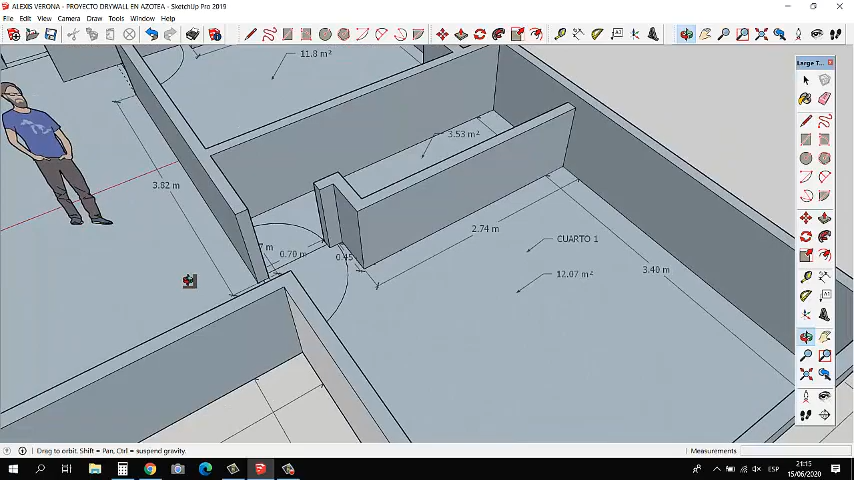 ALEXIS VERONA - PROYECTO DRYWALL EN AZOTEA - SketchUp Pro 2019
File Edit View Camera Draw Tools Window Help
Large T...
11.8 m²
3.53 m²
3.82 m
2.74 m
CUARTO 1
7 m
0.70 m
0.45
12.07 m²
3.40 m
Drag to orbit. Shift = Pan, Ctrl = suspend gravity.
Measurements
ESP
21:15
15/06/2020